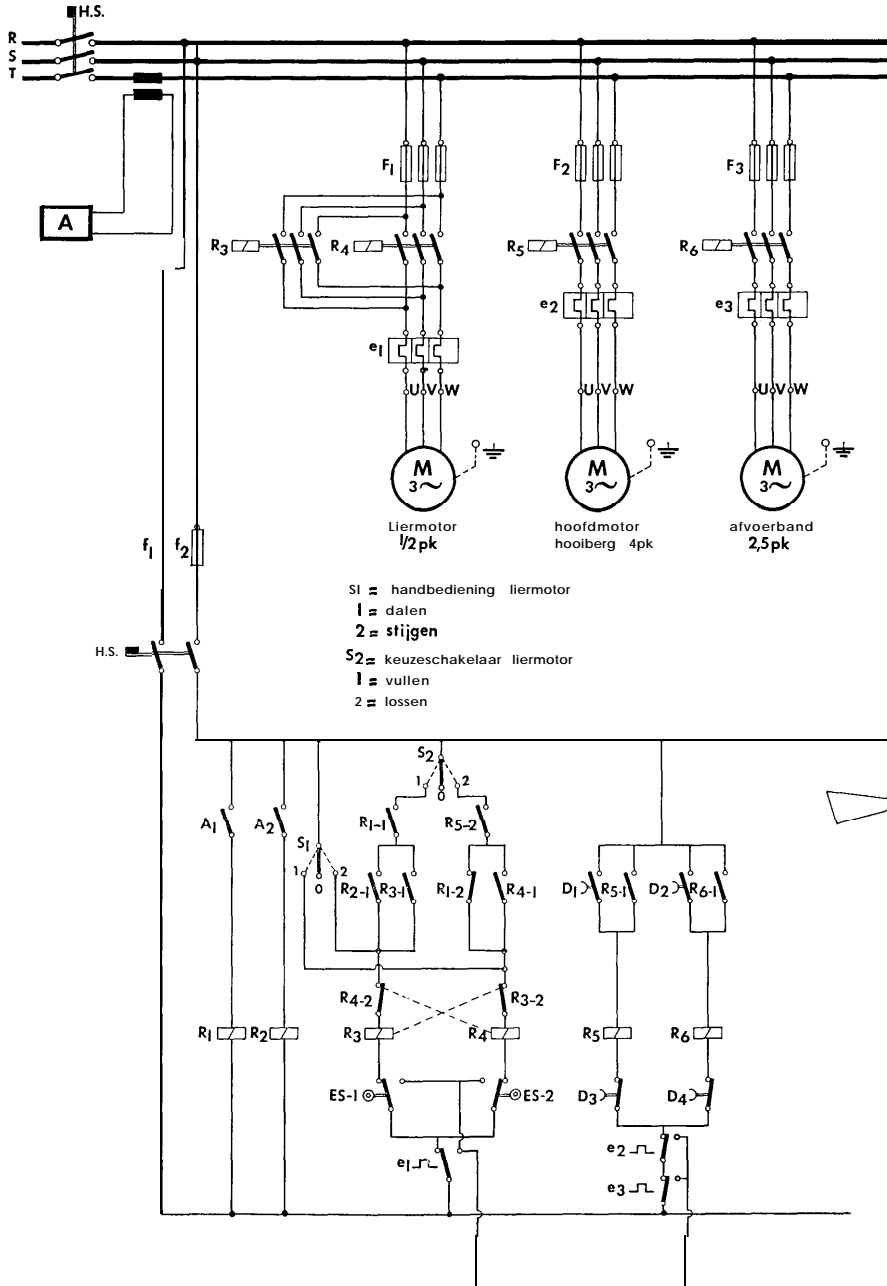 H.S.
R
S
T
A
F1 F2 F3
R3 R4 R5 R6
e1 e2 e3
U V W U V W U V W
M 3~ M 3~ M 3~
Liermotor
1/2 pk
hoofdmotor
hooiberg 4pk
afvoerband
2,5 pk
f1 f2
S1 = handbediening liermotor
1 = dalen
2 = stijgen
H.S.
S2 = keuzeschakelaar liermotor
1 = vullen
2 = lossen
S2
1 0 2
A1 A2 S1 R1-1 R5-2
1 0 2
R2-1 R3-1 R1-2 R4-1 D1 R5-1 D2 R6-1
R4-2 R3-2
R1 R2 R3 R4 R5 R6
ES-1 ES-2 D3 D4
e1 e2
e3